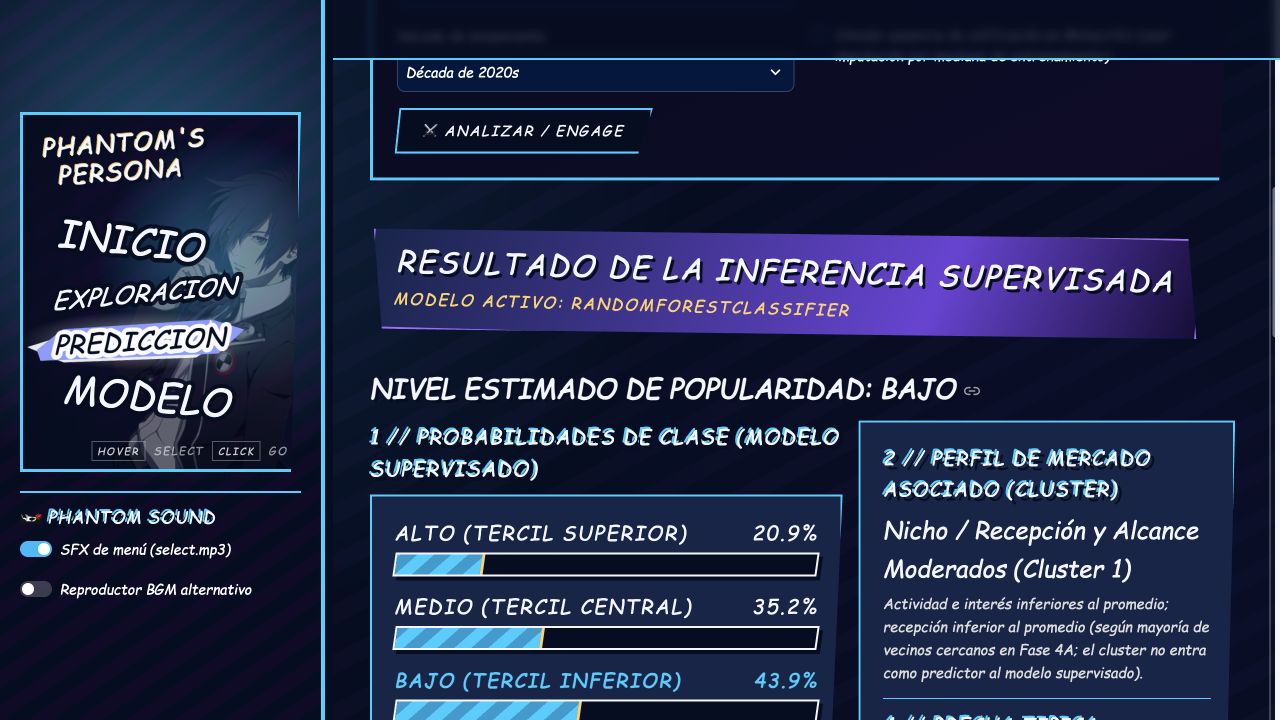 PHANTOM'S
PERSONA
INICIO
EXPLORACION
PREDICCION
MODELO
HOVER SELECT CLICK GO
PHANTOM SOUND
SFX de menú (select.mp3)
Reproductor BGM alternativo
Década de 2020s
ANALIZAR / ENGAGE
RESULTADO DE LA INFERENCIA SUPERVISADA
MODELO ACTIVO: RANDOMFORESTCLASSIFIER
NIVEL ESTIMADO DE POPULARIDAD: BAJO
1 // PROBABILIDADES DE CLASE (MODELO
SUPERVISADO)
ALTO (TERCIL SUPERIOR) 20.9%
MEDIO (TERCIL CENTRAL) 35.2%
BAJO (TERCIL INFERIOR) 43.9%
2 // PERFIL DE MERCADO
ASOCIADO (CLUSTER)
Nicho / Recepción y Alcance
Moderados (Cluster 1)
Actividad e interés inferiores al promedio;
recepción inferior al promedio (según mayoría de
vecinos cercanos en Fase 4A; el cluster no entra
como predictor al modelo supervisado).